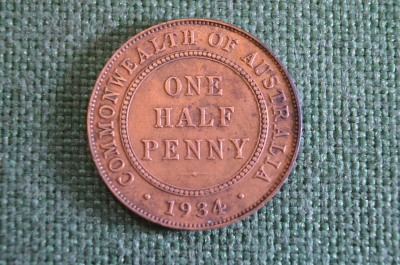 COMMONWEALTH OF AUSTRALIA
ONE
HALF
PENNY
· 1934 ·